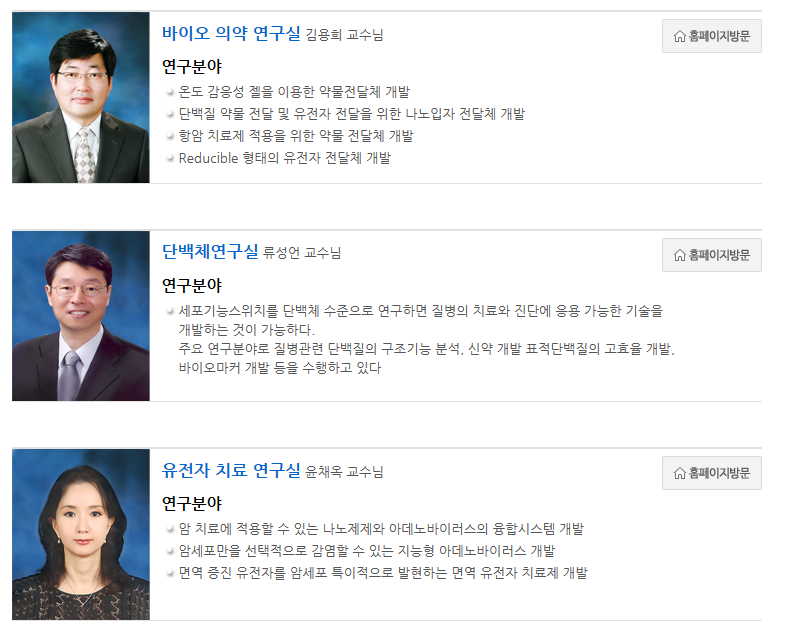 바이오 의약 연구실 김용희 교수님
홈페이지방문
연구분야
온도 감응성 젤을 이용한 약물전달체 개발
단백질 약물 전달 및 유전자 전달을 위한 나노입자 전달체 개발
항암 치료제 적용을 위한 약물 전달체 개발
Reducible 형태의 유전자 전달체 개발
단백체연구실 류성언 교수님
홈페이지방문
연구분야
세포기능스위치를 단백체 수준으로 연구하면 질병의 치료와 진단에 응용 가능한 기술을
개발하는 것이 가능하다.
주요 연구분야로 질병관련 단백질의 구조기능 분석, 신약 개발 표적단백질의 고효율 개발,
바이오마커 개발 등을 수행하고 있다
유전자 치료 연구실 윤채옥 교수님
홈페이지방문
연구분야
암 치료에 적용할 수 있는 나노제제와 아데노바이러스의 융합시스템 개발
암세포만을 선택적으로 감염할 수 있는 지능형 아데노바이러스 개발
면역 증진 유전자를 암세포 특이적으로 발현하는 면역 유전자 치료제 개발